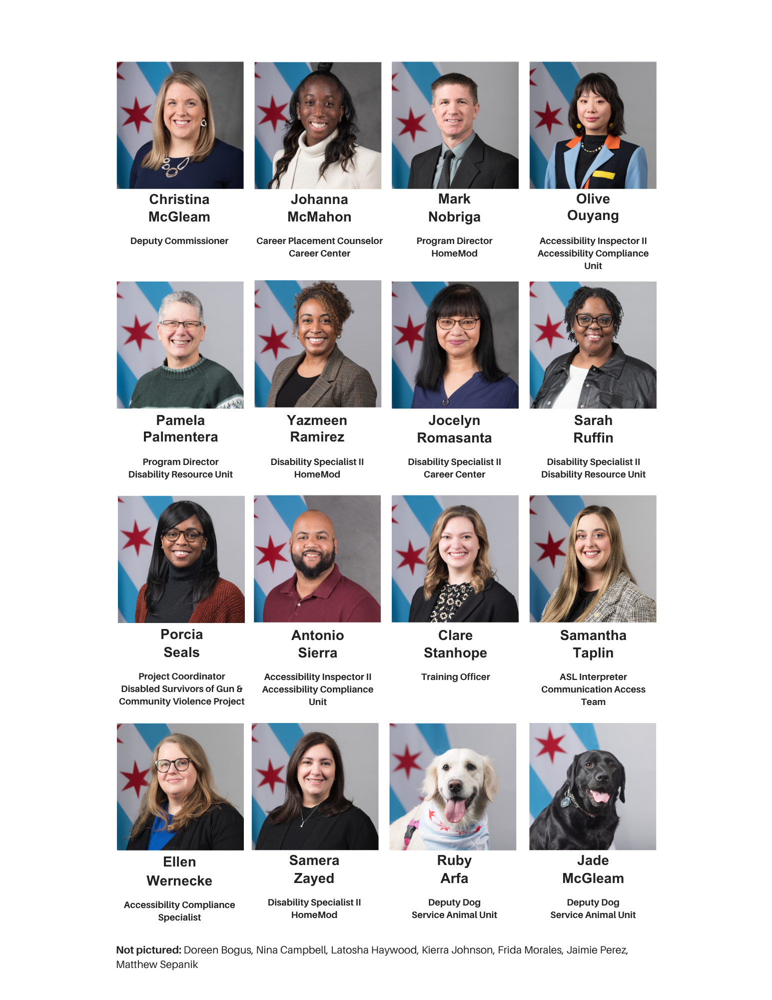 Christina
McGleam
Deputy Commissioner
Johanna
McMahon
Career Placement Counselor
Career Center
Mark
Nobriga
Program Director
HomeMod
Olive
Ouyang
Accessibility Inspector II
Accessibility Compliance
Unit
Pamela
Palmentera
Program Director
Disability Resource Unit
Yazmeen
Ramirez
Disability Specialist II
HomeMod
Jocelyn
Romasanta
Disability Specialist II
Career Center
Sarah
Ruffin
Disability Specialist II
Disability Resource Unit
Porcia
Seals
Project Coordinator
Disabled Survivors of Gun &
Community Violence Project
Antonio
Sierra
Accessibility Inspector II
Accessibility Compliance
Unit
Clare
Stanhope
Training Officer
Samantha
Taplin
ASL Interpreter
Communication Access
Team
Ellen
Wernecke
Accessibility Compliance
Specialist
Samera
Zayed
Disability Specialist II
HomeMod
Ruby
Arfa
Deputy Dog
Service Animal Unit
Jade
McGleam
Deputy Dog
Service Animal Unit
Not pictured: Doreen Bogus, Nina Campbell, Latosha Haywood, Kierra Johnson, Frida Morales, Jaimie Perez,
Matthew Sepanik